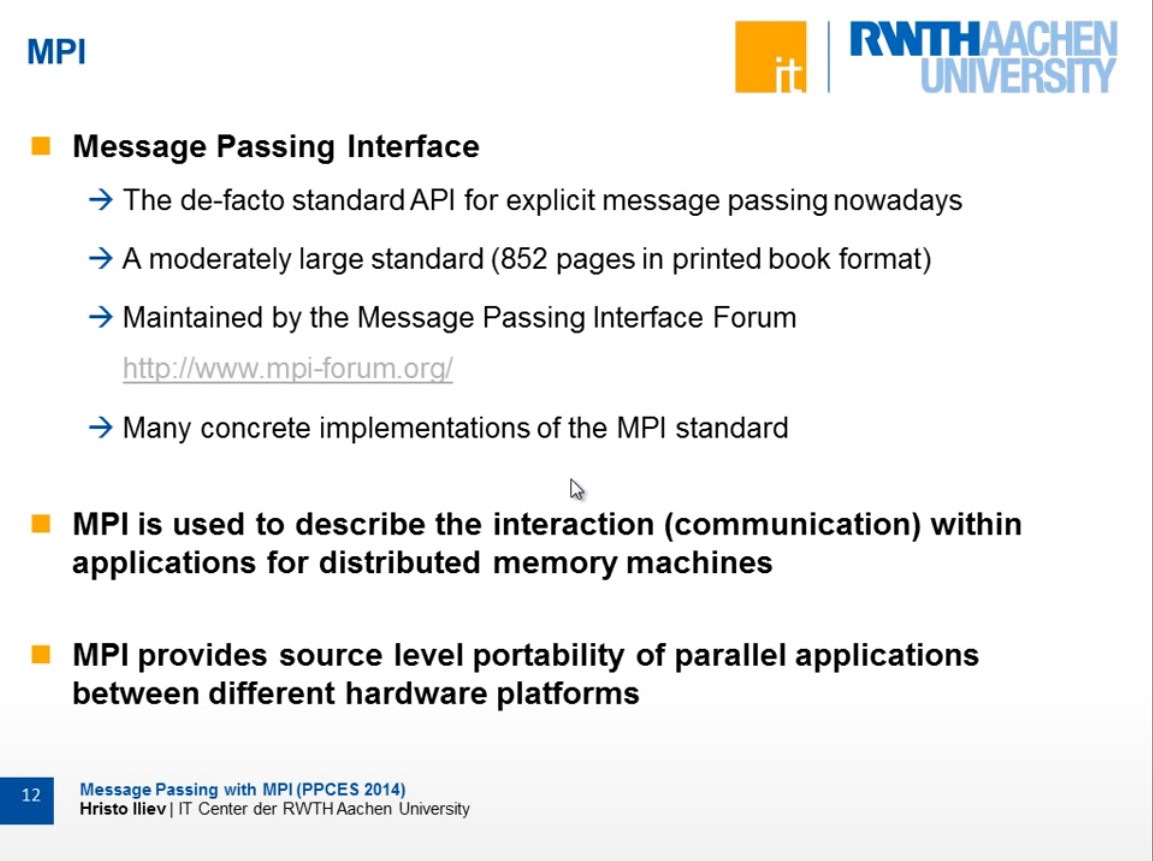 MPI
it
RWTHAACHEN
UNIVERSITY
Message Passing Interface
→ The de-facto standard API for explicit message passing nowadays
→ A moderately large standard (852 pages in printed book format)
→ Maintained by the Message Passing Interface Forum
http://www.mpi-forum.org/
→ Many concrete implementations of the MPI standard
MPI is used to describe the interaction (communication) within
applications for distributed memory machines
MPI provides source level portability of parallel applications
between different hardware platforms
12
Message Passing with MPI (PPCES 2014)
Hristo Iliev | IT Center der RWTH Aachen University